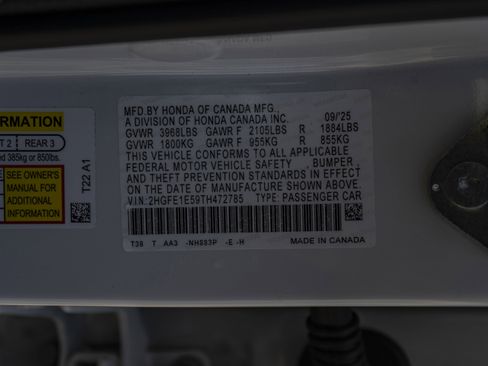 ORMATION
T 2 REAR 3
ed 385kg or 850lbs.
SEE OWNER'S
MANUAL FOR
ADDITIONAL
INFORMATION
T22 A1
MFD.BY HONDA OF CANADA MFG.,
A DIVISION OF HONDA CANADA INC. 09/'25
GVWR 3968LBS GAWR F 2105LBS R 1884LBS
GVWR 1800KG GAWR F 955KG R 855KG
THIS VEHICLE CONFORMS TO ALL APPLICABLE
FEDERAL MOTOR VEHICLE SAFETY , BUMPER,
AND THEFT PREVENTION STANDARDS IN EFFECT
ON THE DATE OF MANUFACTURE SHOWN ABOVE.
V.I.N:2HGFE1E59TH472785 TYPE: PASSENGER CAR
T3B T AA3 -NH883P -E -H MADE IN CANADA